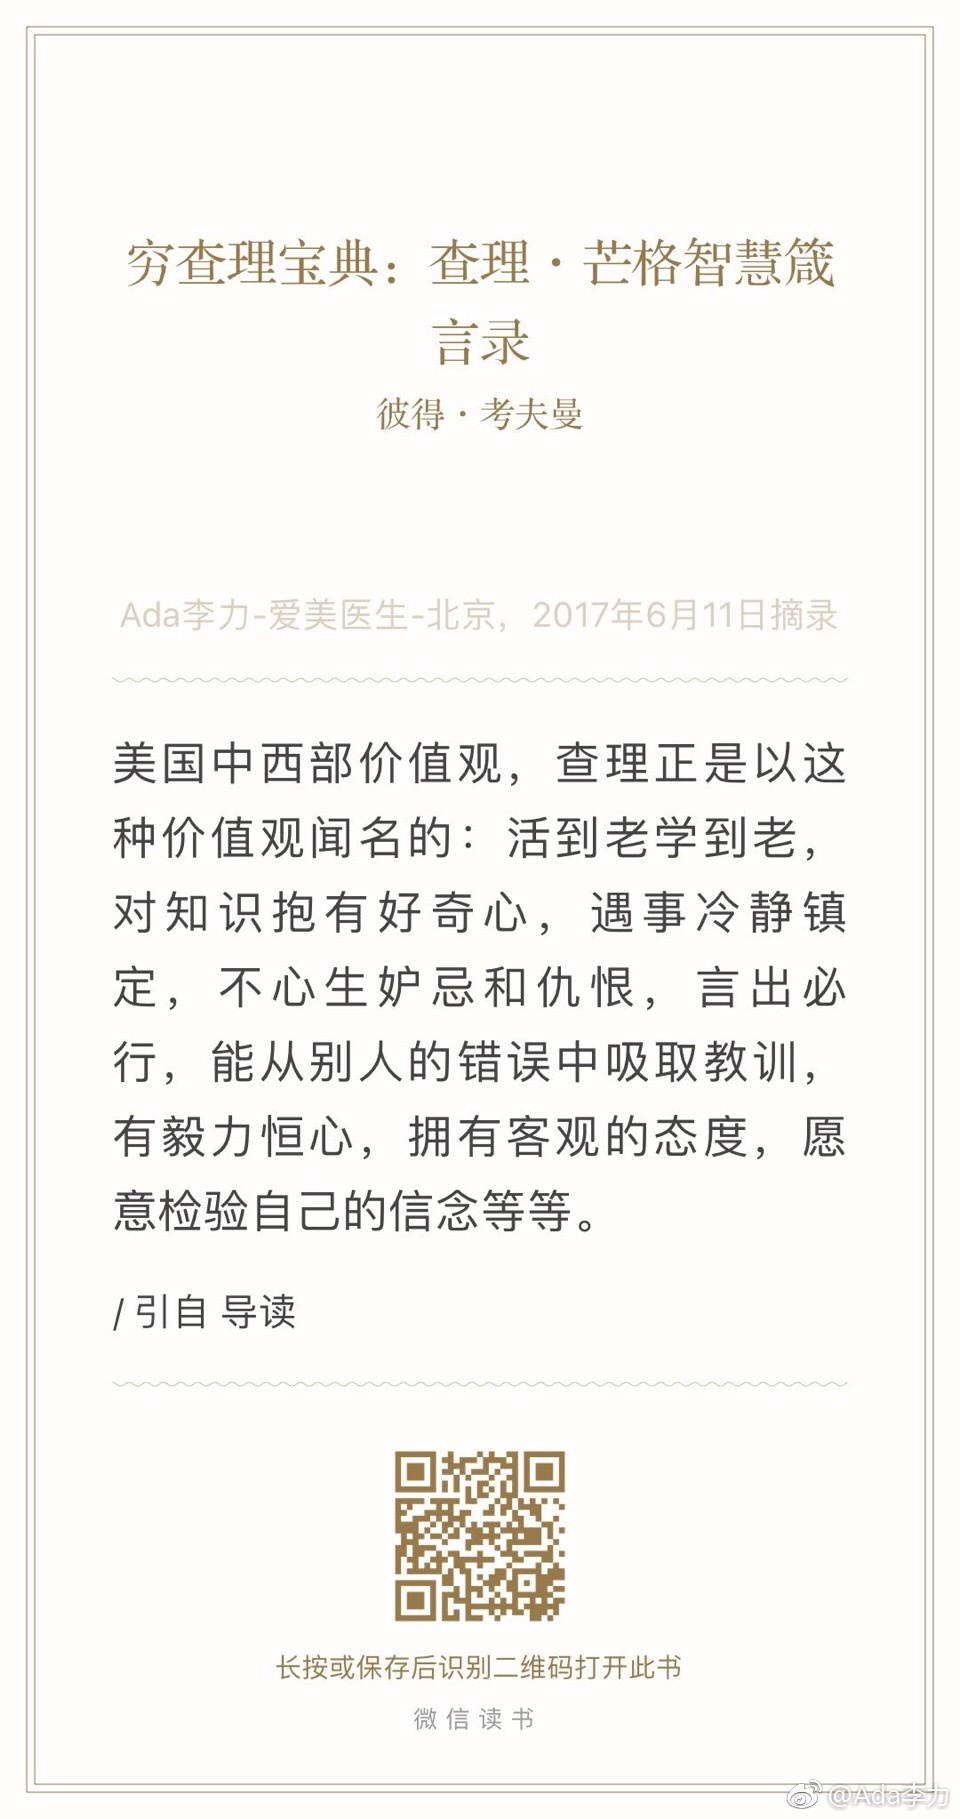 穷查理宝典：查理·芒格智慧箴
言录
彼得·考夫曼
Ada李力-爱美医生-北京，2017年6月11日摘录
美国中西部价值观，查理正是以这
种价值观闻名的：活到老学到老，
对知识抱有好奇心，遇事冷静镇
定，不心生妒忌和仇恨，言出必
行，能从别人的错误中吸取教训，
有毅力恒心，拥有客观的态度，愿
意检验自己的信念等等。
/ 引自 导读
长按或保存后识别二维码打开此书
微信读书
@Ada李力